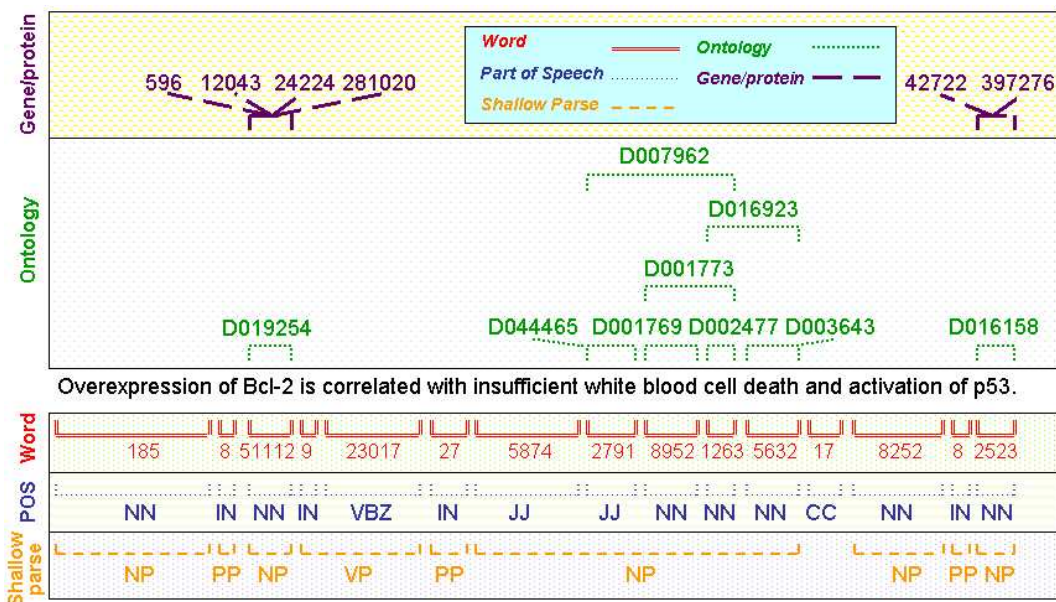 Gene/protein
Word
Ontology
Part of Speech
Gene/protein
Shallow Parse
596 12043 24224 281020
42722 397276
Ontology
D007962
D016923
D001773
D019254 D044465 D001769 D002477 D003643 D016158
Overexpression of Bcl-2 is correlated with insufficient white blood cell death and activation of p53.
Word
185 8 51112 9 23017 27 5874 2791 8952 1263 5632 17 8252 8 2523
POS
NN IN NN IN VBZ IN JJ JJ NN NN NN CC NN IN NN
Shallow
parse
NP PP NP VP PP NP NP PP NP